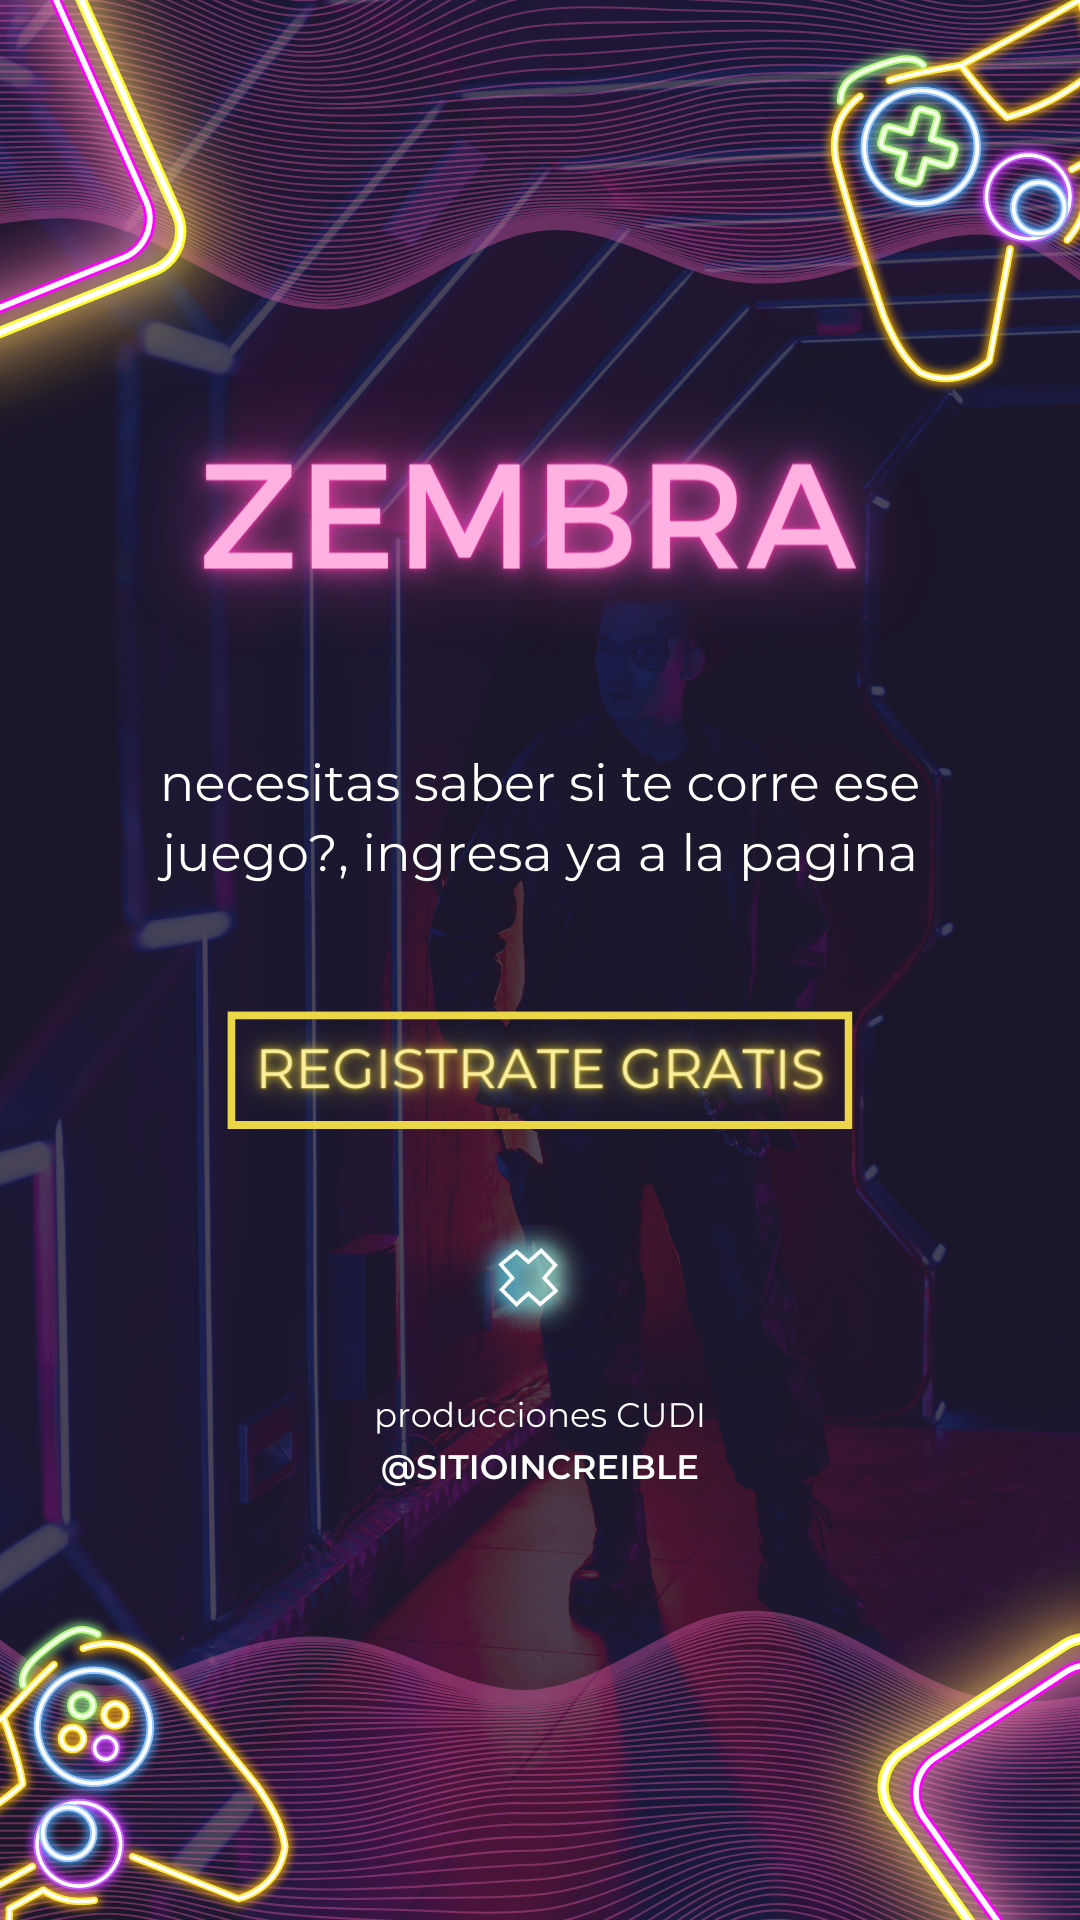 ZEMBRA
necesitas saber si te corre ese
juego?, ingresa ya a la pagina
REGISTRATE GRATIS
producciones CUDI
@SITIOINCREIBLE